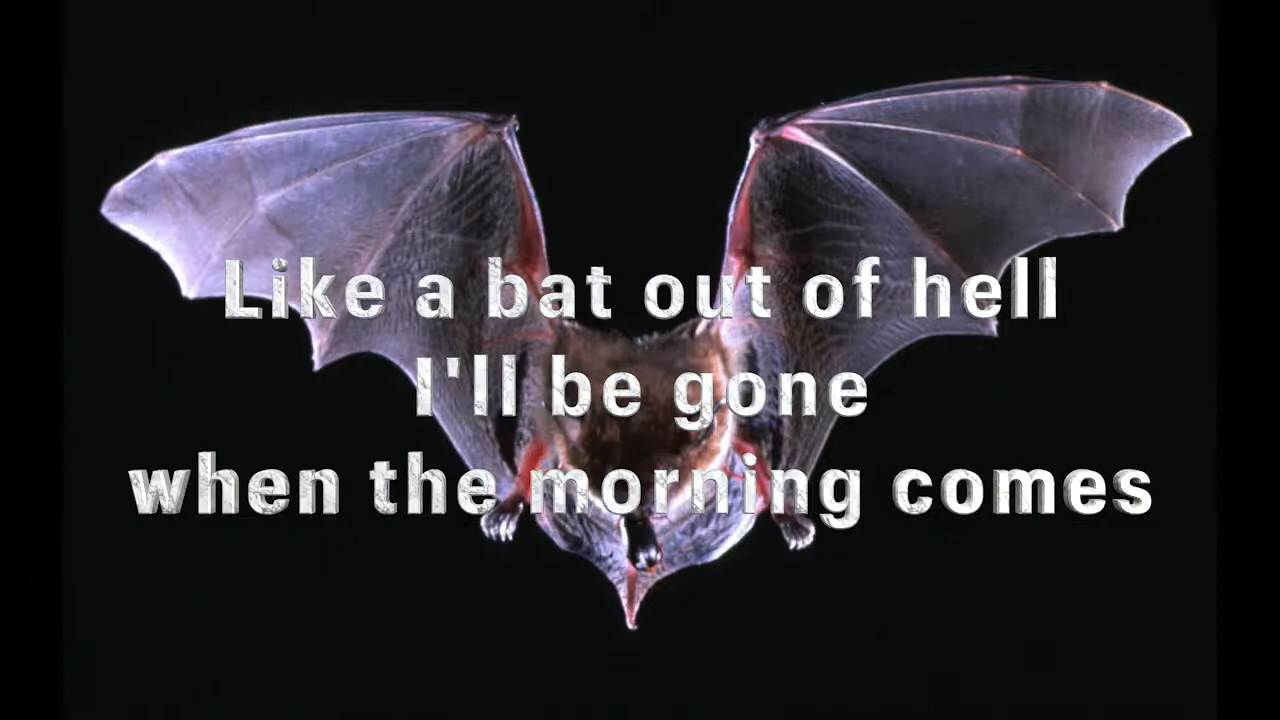 Like a bat out of hell
I'll be gone
when the morning comes